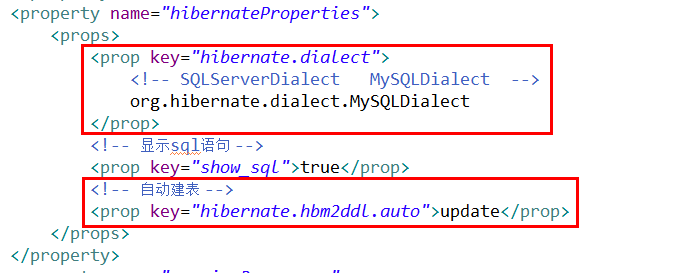 <property name="hibernateProperties">
<props>
<prop key="hibernate.dialect">
<!-- SQLServerDialect   MySQLDialect  -->
org.hibernate.dialect.MySQLDialect
</prop>
<!-- 显示sql语句 -->
<prop key="show_sql">true</prop>
<!-- 自动建表 -->
<prop key="hibernate.hbm2ddl.auto">update</prop>
</props>
</property>